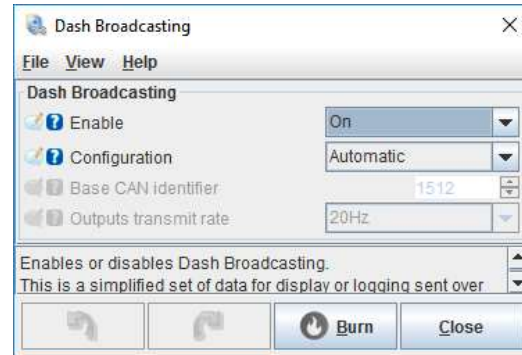 Dash Broadcasting
File View Help
Dash Broadcasting
Enable On
Configuration Automatic
Base CAN identifier 1512
Outputs transmit rate 20Hz
Enables or disables Dash Broadcasting.
This is a simplified set of data for display or logging sent over
Burn Close